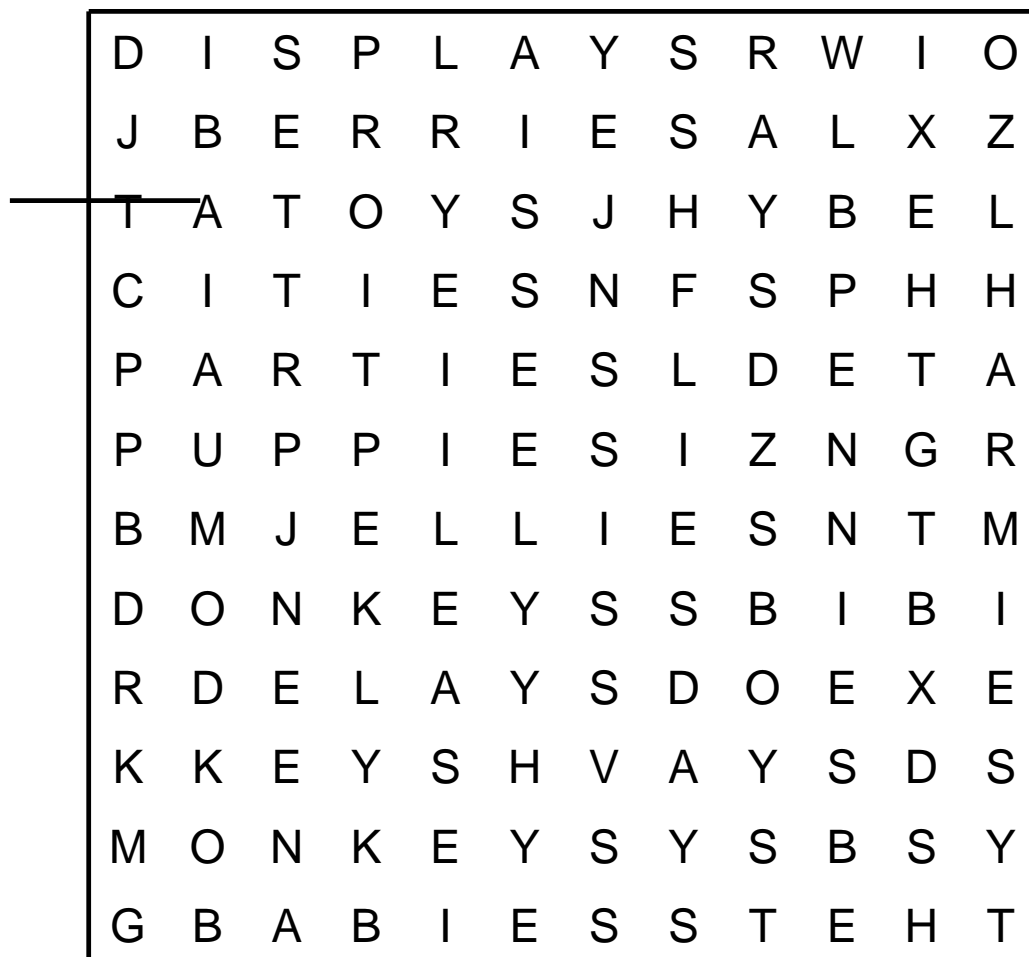 D I S P L A Y S R W I O
J B E R R I E S A L X Z
T A T O Y S J H Y B E L
C I T I E S N F S P H H
P A R T I E S L D E T A
P U P P I E S I Z N G R
B M J E L L I E S N T M
D O N K E Y S S B I B I
R D E L A Y S D O E X E
K K E Y S H V A Y S D S
M O N K E Y S Y S B S Y
G B A B I E S S T E H T